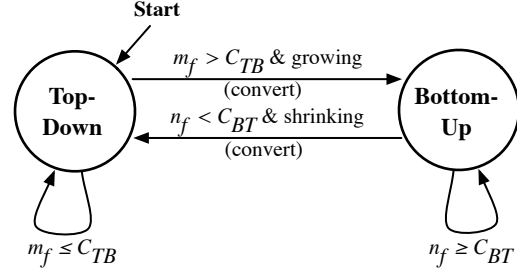 Start
m_f > C_TB & growing
(convert)
Top-
Down
Bottom-
Up
n_f < C_BT & shrinking
(convert)
m_f ≤ C_TB
n_f ≥ C_BT